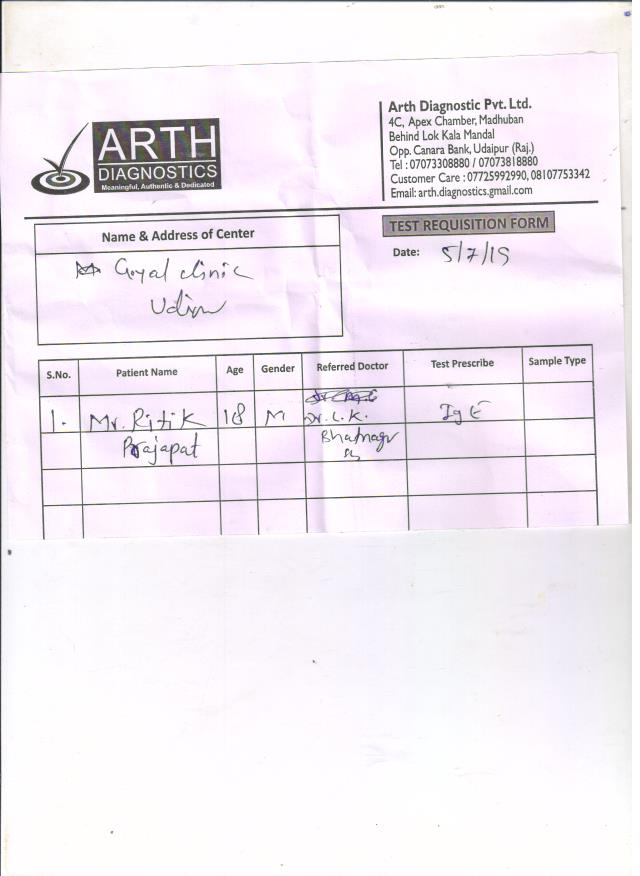 ARTH
DIAGNOSTICS
Meaningful, Authentic & Dedicated
Arth Diagnostic Pvt. Ltd.
4C, Apex Chamber, Madhuban
Behind Lok Kala Mandal
Opp. Canara Bank, Udaipur (Raj.)
Tel : 07073308880 / 07073818880
Customer Care : 07725992990, 08107753342
Email: arth.diagnostics.gmail.com
Name & Address of Center
TEST REQUISITION FORM
Goyal clinic
Date: 5/7/19
S.No. Patient Name Age Gender Referred Doctor Test Prescribe Sample Type
1. Mr. Ritik 18 M Dr. L.K. IgE
Prajapat Bhatnagr